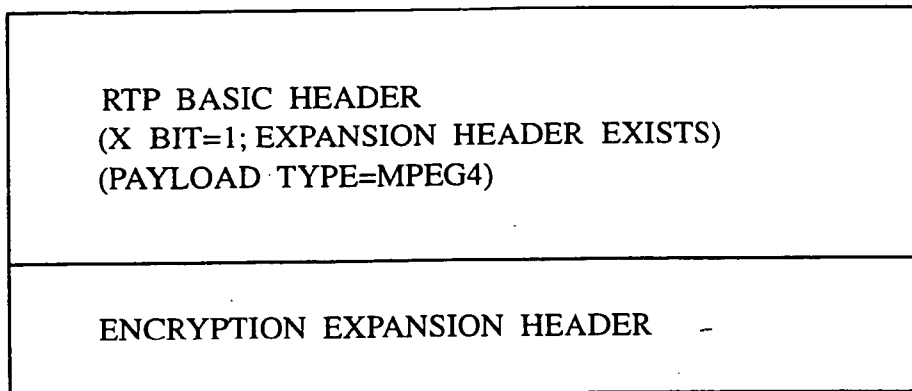 RTP BASIC HEADER
(X BIT=1; EXPANSION HEADER EXISTS)
(PAYLOAD TYPE=MPEG4)
ENCRYPTION EXPANSION HEADER